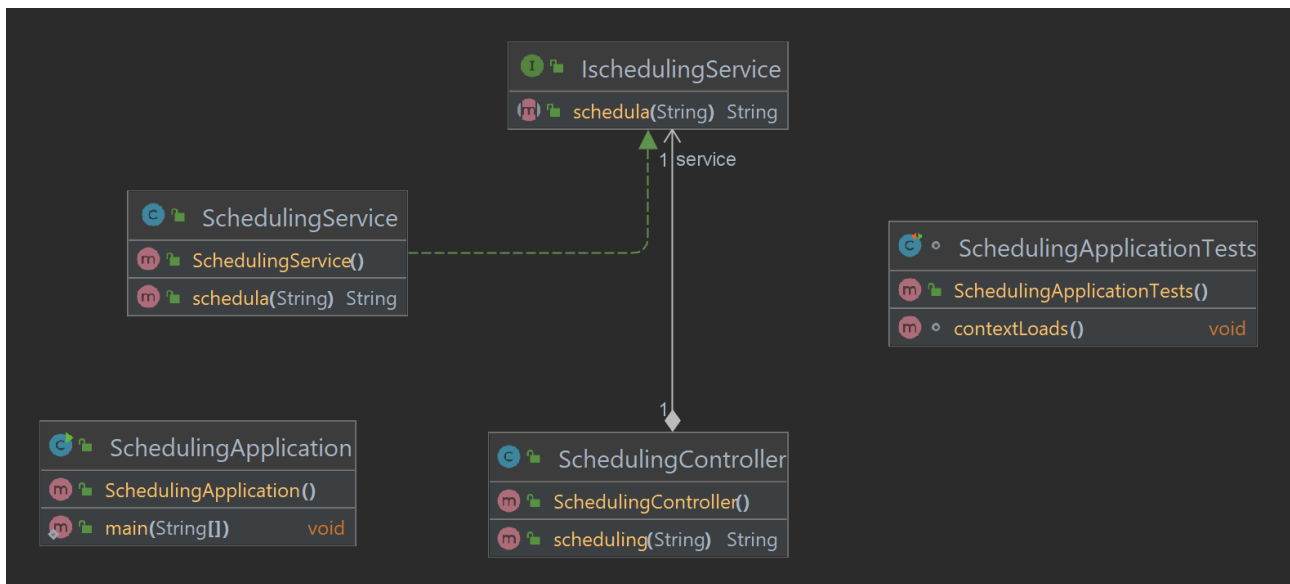 IschedulingService
schedula(String) String
1 service
SchedulingService
SchedulingService()
schedula(String) String
SchedulingApplicationTests
SchedulingApplicationTests()
contextLoads() void
1
SchedulingApplication
SchedulingApplication()
main(String[]) void
SchedulingController
SchedulingController()
scheduling(String) String